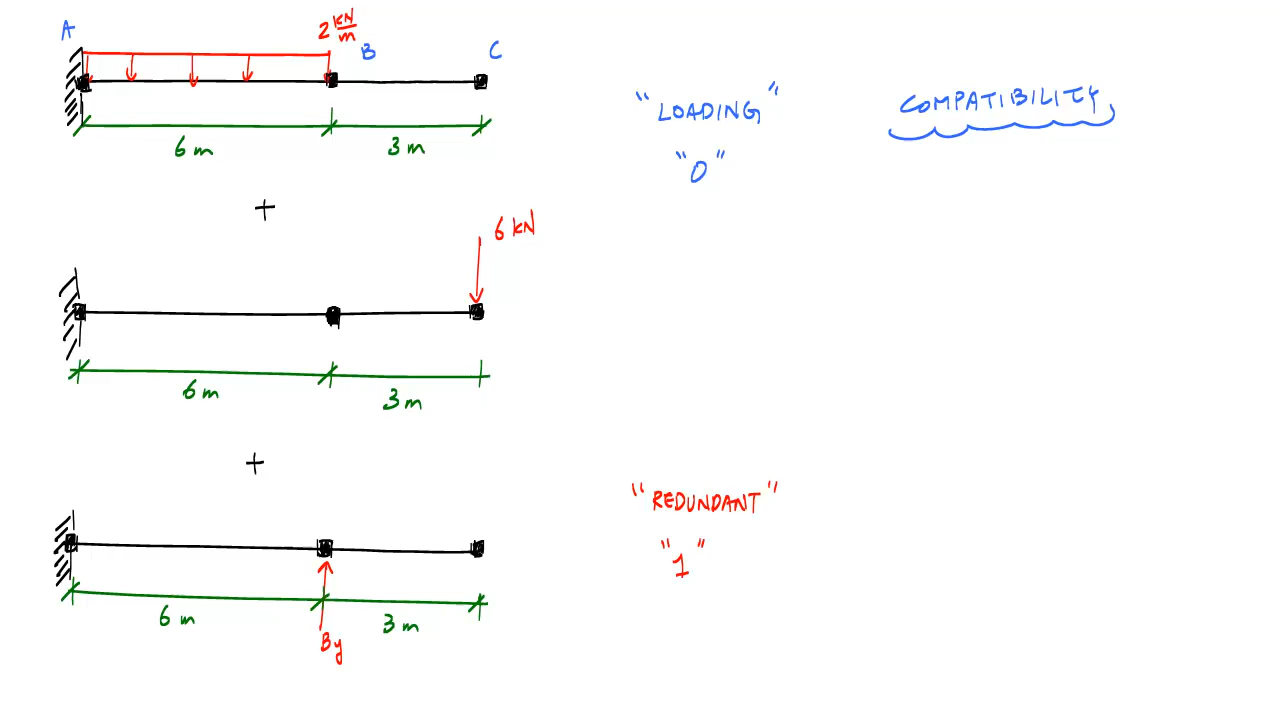 A
2 kN/m
B
C
6 m
3 m
"LOADING"
"0"
COMPATIBILITY
+
6 kN
6 m
3 m
+
"REDUNDANT"
"1"
6 m
3 m
By